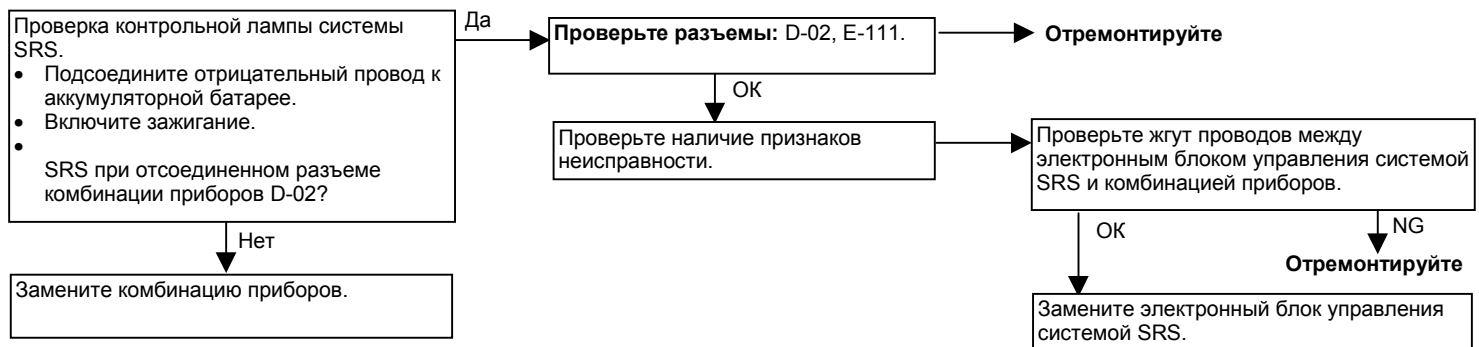 Проверка контрольной лампы системы
SRS.
• Подсоедините отрицательный провод к
аккумуляторной батарее.
• Включите зажигание.
•
SRS при отсоединенном разъеме
комбинации приборов D-02?
Да
Проверьте разъемы: D-02, E-111.
Отремонтируйте
ОК
Проверьте наличие признаков
неисправности.
Проверьте жгут проводов между
электронным блоком управления системой
SRS и комбинацией приборов.
Нет
Замените комбинацию приборов.
ОК
NG
Отремонтируйте
Замените электронный блок управления
системой SRS.